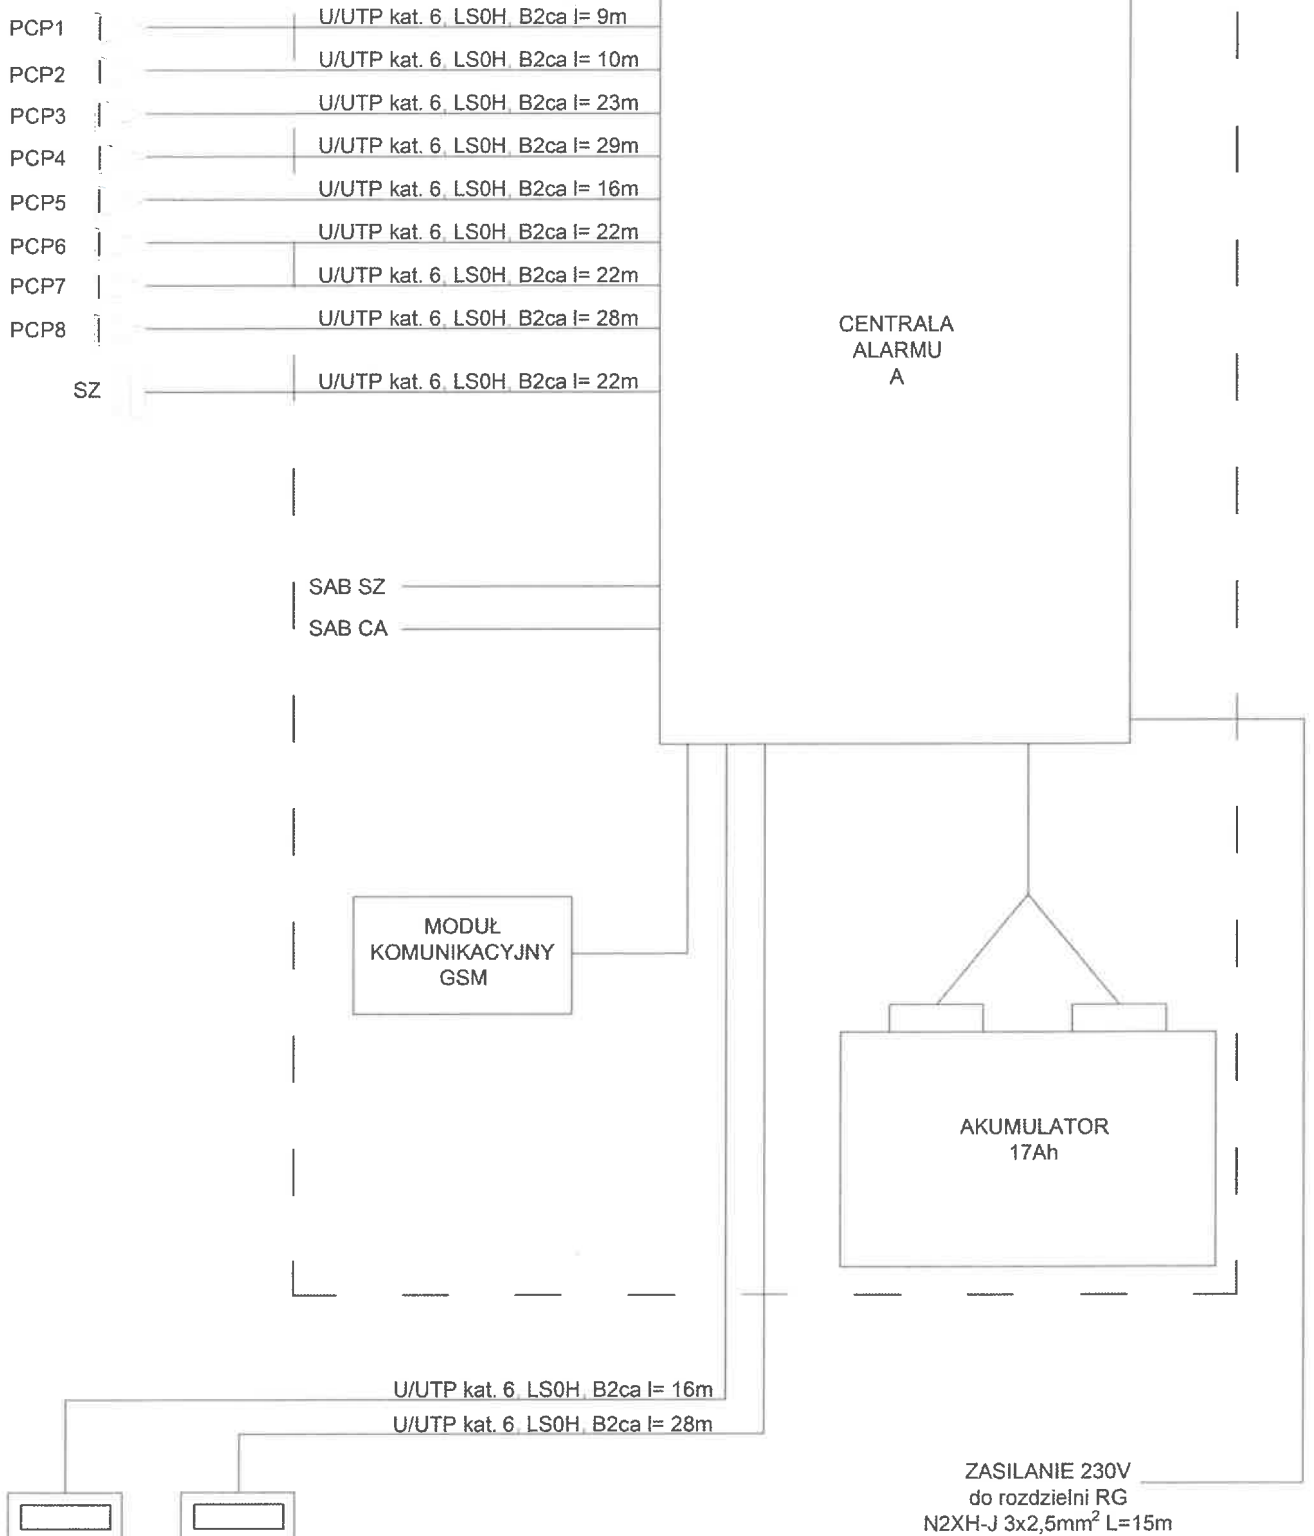 PCP1 U/UTP kat. 6, LS0H, B2ca l= 9m
PCP2 U/UTP kat. 6, LS0H, B2ca l= 10m
PCP3 U/UTP kat. 6, LS0H, B2ca l= 23m
PCP4 U/UTP kat. 6, LS0H, B2ca l= 29m
PCP5 U/UTP kat. 6, LS0H, B2ca l= 16m
PCP6 U/UTP kat. 6, LS0H, B2ca l= 22m
PCP7 U/UTP kat. 6, LS0H, B2ca l= 22m
PCP8 U/UTP kat. 6, LS0H, B2ca l= 28m
SZ U/UTP kat. 6, LS0H, B2ca l= 22m
CENTRALA
ALARMU
A
SAB SZ
SAB CA
MODUŁ
KOMUNIKACYJNY
GSM
AKUMULATOR
17Ah
U/UTP kat. 6, LS0H, B2ca l= 16m
U/UTP kat. 6, LS0H, B2ca l= 28m
ZASILANIE 230V
do rozdzielni RG
N2XH-J 3x2,5mm² L=15m